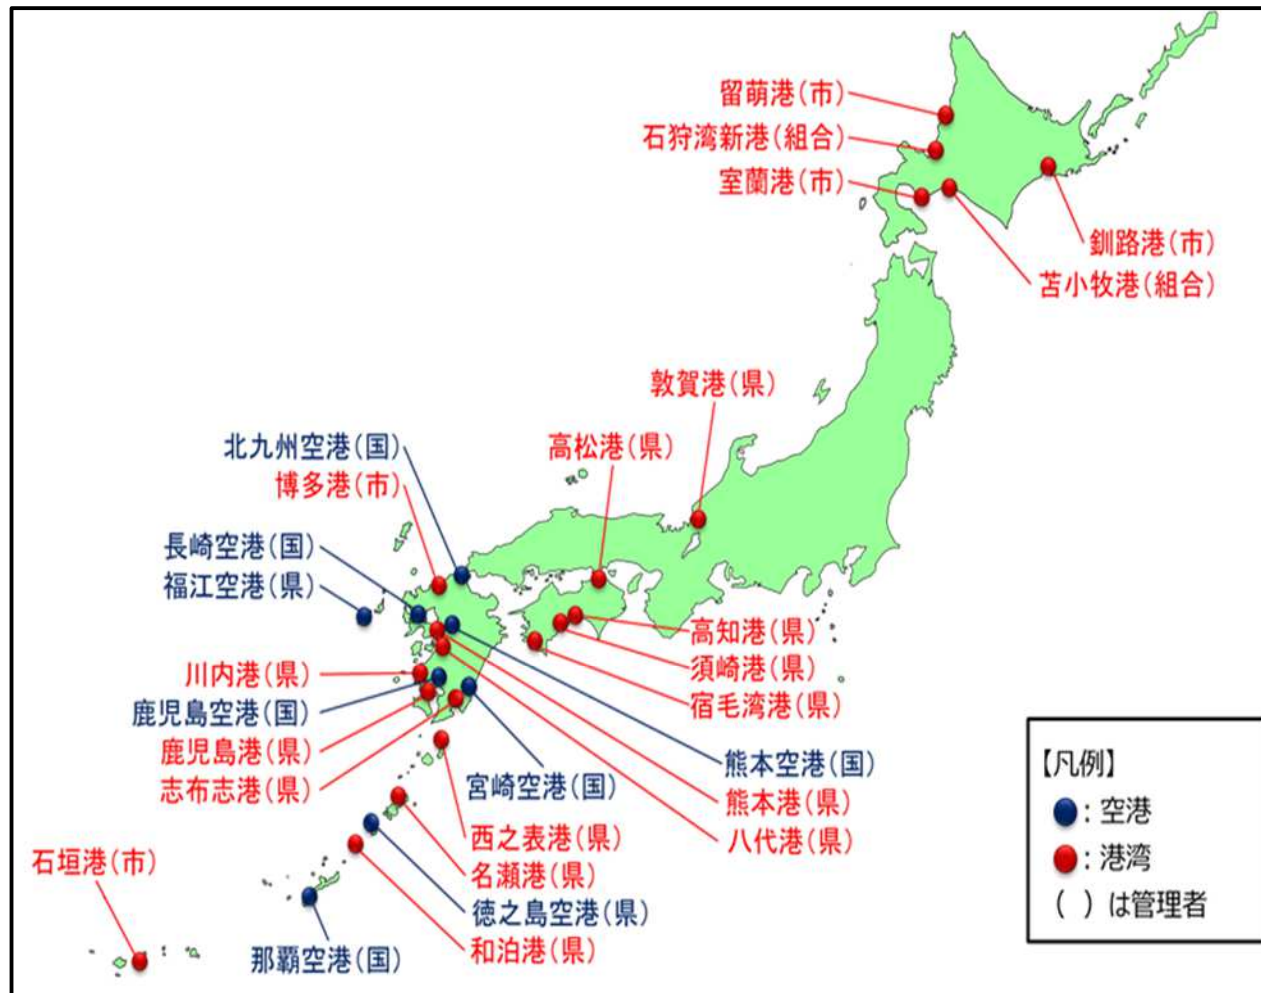 留萌港(市)
石狩湾新港(組合)
室蘭港(市)
釧路港(市)
苫小牧港(組合)
敦賀港(県)
高松港(県)
北九州空港(国)
博多港(市)
長崎空港(国)
福江空港(県)
高知港(県)
須崎港(県)
宿毛湾港(県)
川内港(県)
鹿児島空港(国)
鹿児島港(県)
志布志港(県)
宮崎空港(国)
熊本空港(国)
熊本港(県)
八代港(県)
西之表港(県)
名瀬港(県)
徳之島空港(県)
和泊港(県)
石垣港(市)
那覇空港(国)
【凡例】
:空港
:港湾
( )は管理者